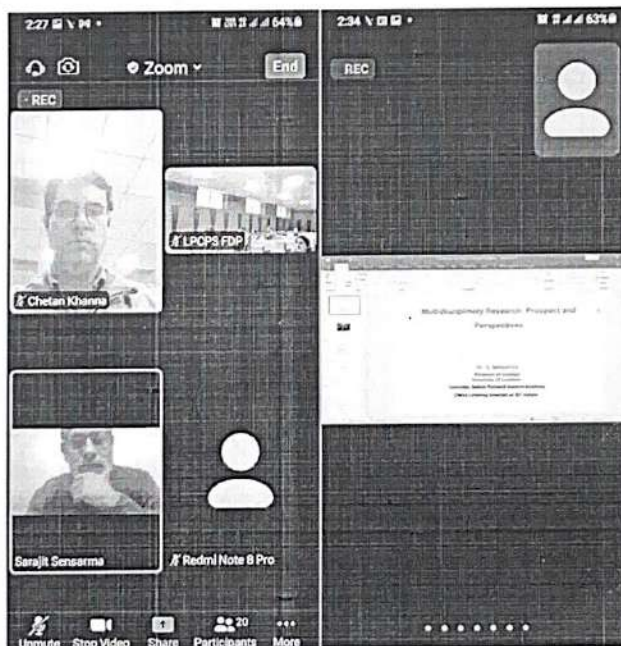 2:27
64%
Zoom
End
REC
Chetan Khanna
LPCPS FDP
Sarajit Sensarma
Redmi Note 8 Pro
Unmute
Stop Video
Share
Participants
20
More
2:34
63%
REC
Multidisciplinary Research: Prospect and
Perspectives